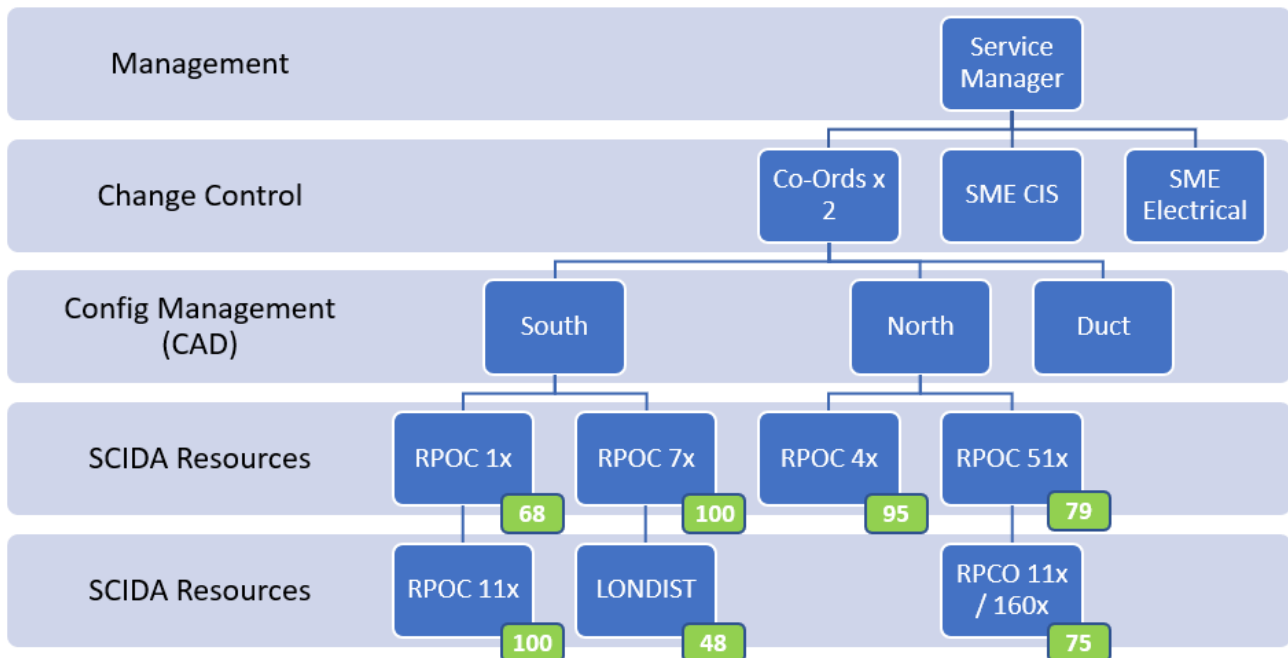 Management
Service
Manager
Change Control
Co-Ords x
2
SME CIS
SME
Electrical
Config Management
(CAD)
South
North
Duct
SCIDA Resources
RPOC 1x
68
RPOC 7x
100
RPOC 4x
95
RPOC 51x
79
SCIDA Resources
RPOC 11x
100
LONDIST
48
RPCO 11x
/ 160x
75